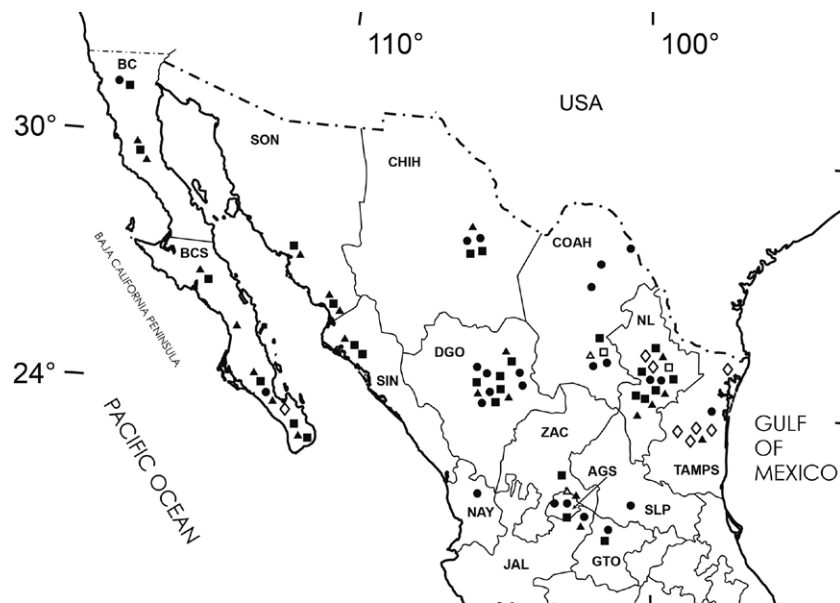 110°
100°
BC
USA
30°
SON
CHIH
COAH
BAJA CALIFORNIA PENINSULA
BCS
NL
24°
DGO
SIN
PACIFIC OCEAN
GULF
OF
MEXICO
ZAC
AGS
TAMPS
NAY
SLP
JAL
GTO